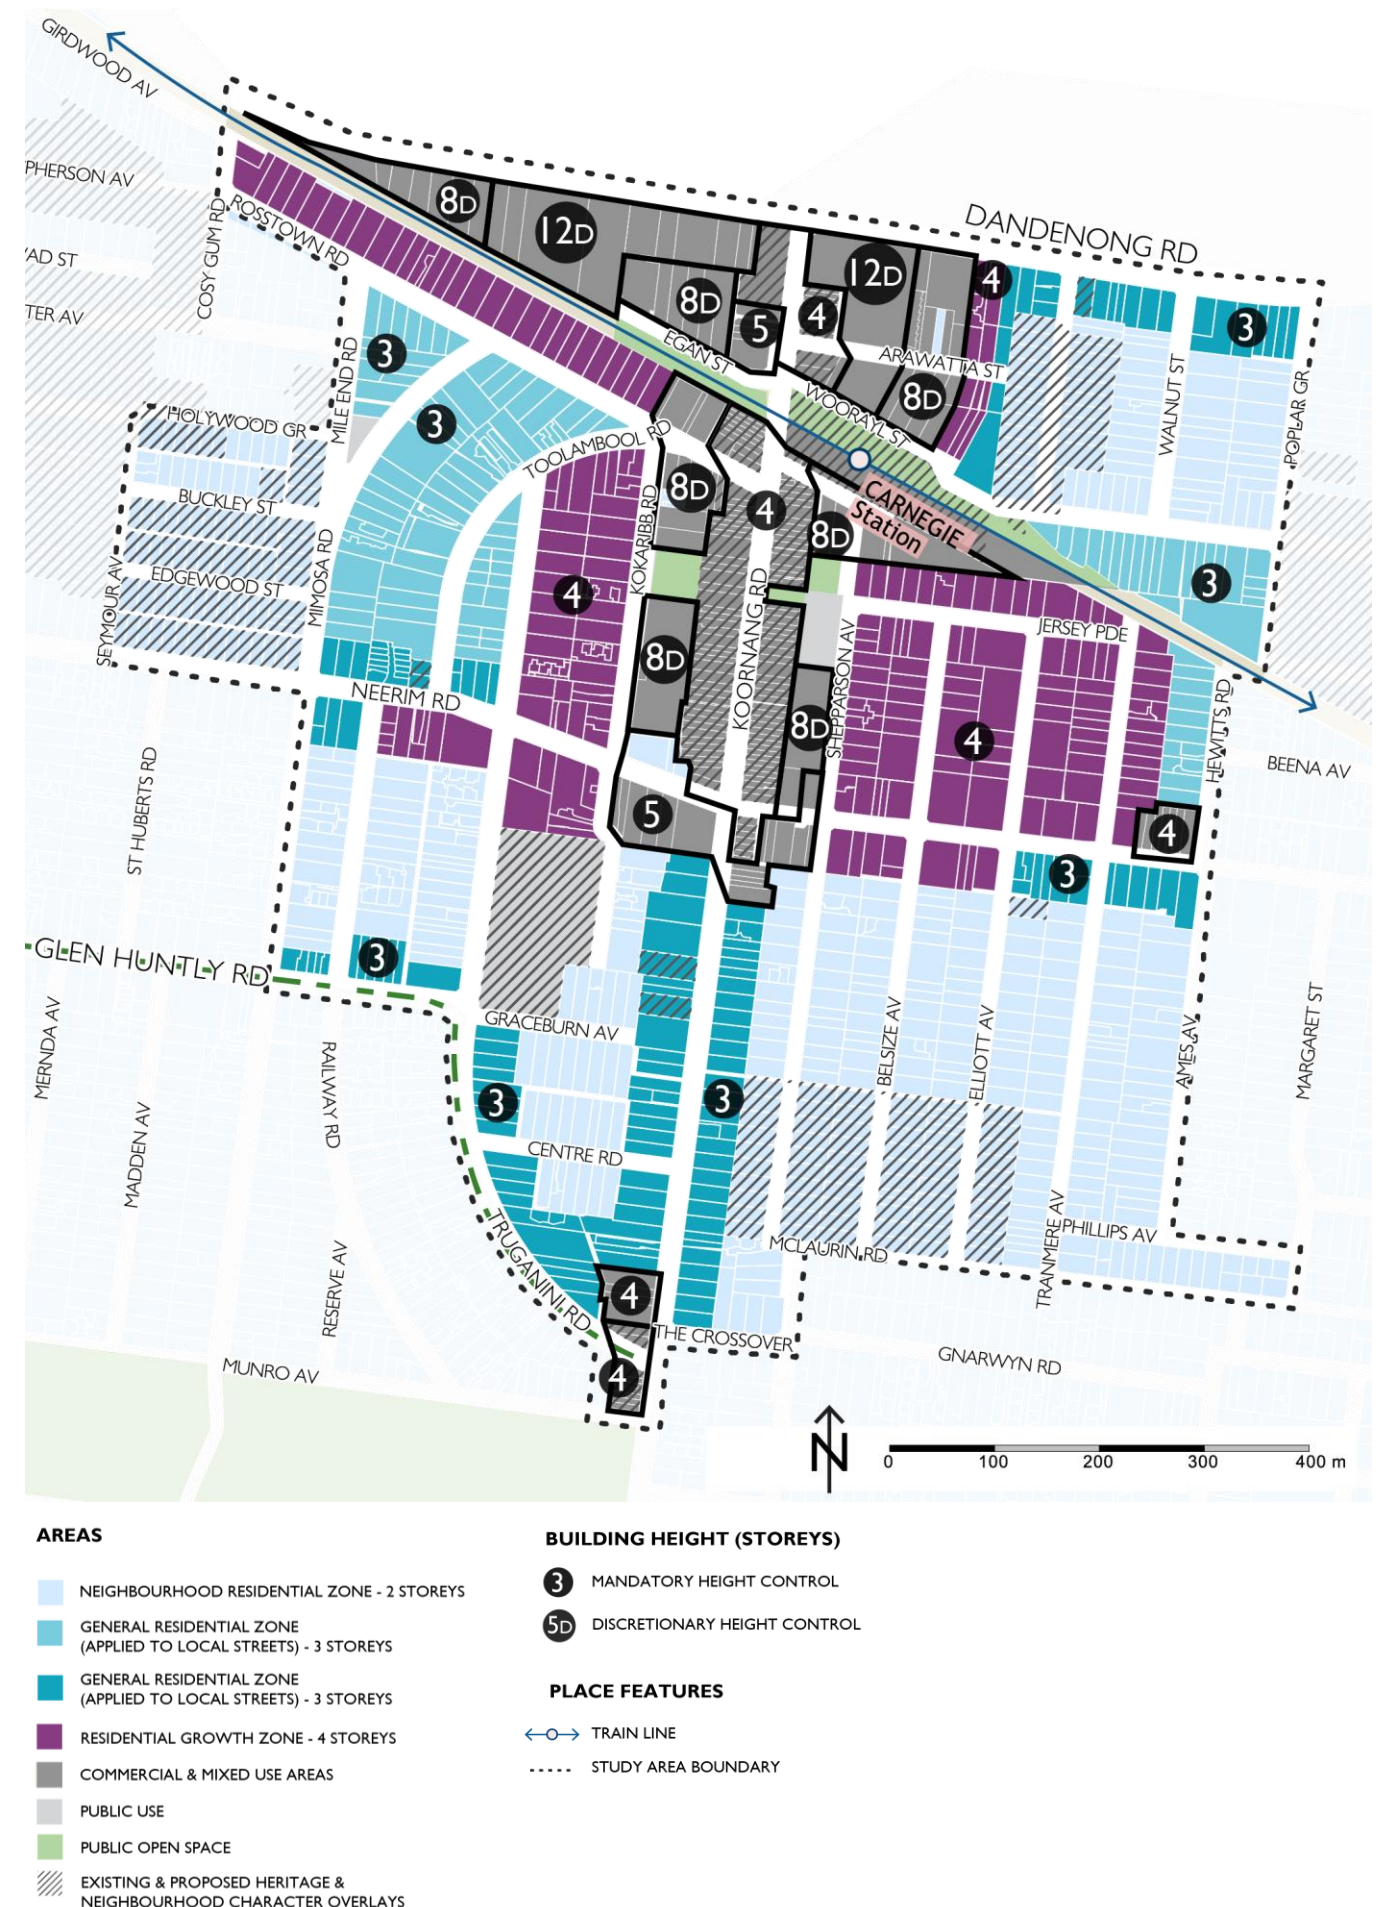 GIRDWOOD AV
PHERSON AV
ROSSTOWN RD
COSY GUM RD
AD ST
TER AV
DANDENONG RD
8D
12D
8D
5
4
12D
4
3
EGAN ST
ARAWATTA ST
8D
WOORAYL ST
WALNUT ST
POPLAR GR
3
MILE END RD
3
HOLYWOOD GR
TOOLAMBOOL RD
BUCKLEY ST
EDGEWOOD ST
SEYMOUR AV
MIMOSA RD
KOKARIBB RD
8D
4
8D
CARNEGIE
Station
3
4
8D
KOORNANG RD
8D
SHEPPARSON AV
JERSEY PDE
4
HEWITTS RD
NEERIM RD
BEENA AV
ST HUBERTS RD
5
4
3
GLEN HUNTLY RD
3
GRACEBURN AV
MERNDA AV
MADDEN AV
RAILWAY RD
RESERVE AV
3
3
CENTRE RD
BELSIZE AV
ELLIOTT AV
AMES AV
MARGARET ST
TRUGANINI RD
MCLAURIN RD
TRANMERE AV
PHILLIPS AV
4
THE CROSSOVER
4
MUNRO AV
GNARWYN RD
N
0 100 200 300 400 m
AREAS
NEIGHBOURHOOD RESIDENTIAL ZONE - 2 STOREYS
GENERAL RESIDENTIAL ZONE
(APPLIED TO LOCAL STREETS) - 3 STOREYS
GENERAL RESIDENTIAL ZONE
(APPLIED TO LOCAL STREETS) - 3 STOREYS
RESIDENTIAL GROWTH ZONE - 4 STOREYS
COMMERCIAL & MIXED USE AREAS
PUBLIC USE
PUBLIC OPEN SPACE
EXISTING & PROPOSED HERITAGE &
NEIGHBOURHOOD CHARACTER OVERLAYS
BUILDING HEIGHT (STOREYS)
3 MANDATORY HEIGHT CONTROL
5D DISCRETIONARY HEIGHT CONTROL
PLACE FEATURES
TRAIN LINE
STUDY AREA BOUNDARY